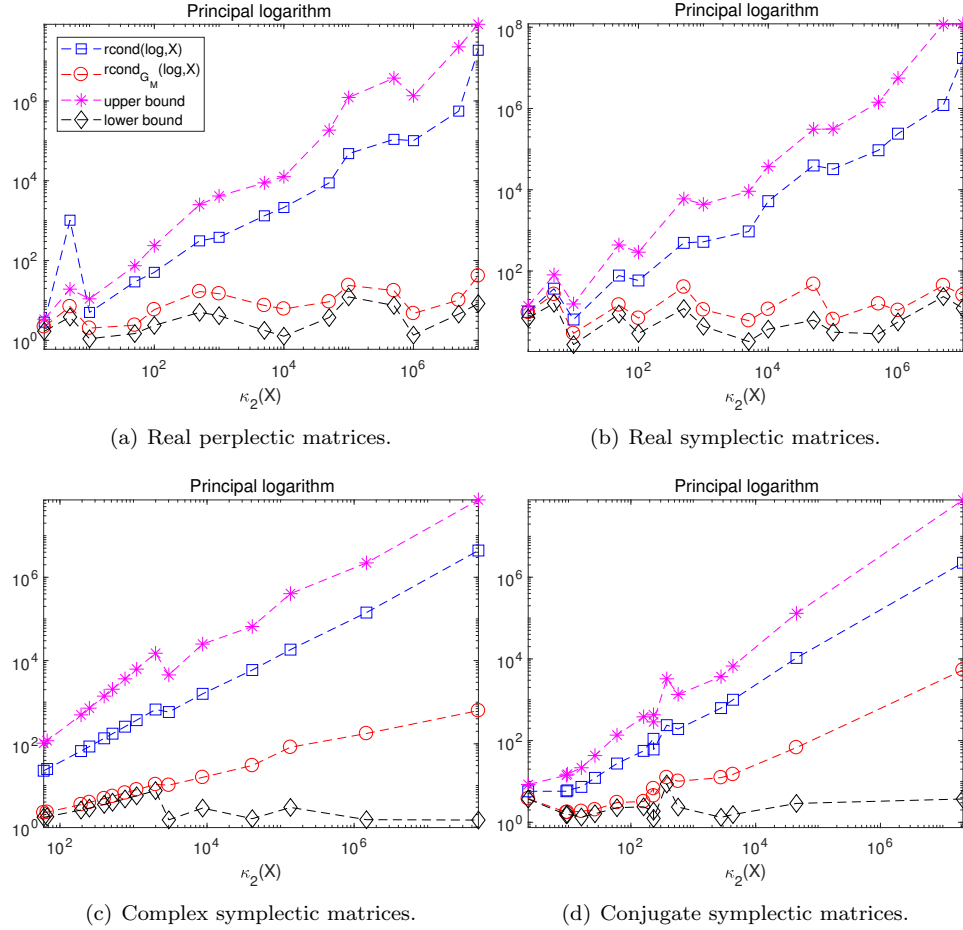 Principal logarithm
rcond(log,X)
rcond_{G_M}(log,X)
upper bound
lower bound
10^6
10^4
10^2
10^0
10^2
10^4
10^6
κ_2(X)
(a) Real perplectic matrices.
Principal logarithm
10^8
10^6
10^4
10^2
10^2
10^4
10^6
κ_2(X)
(b) Real symplectic matrices.
Principal logarithm
10^6
10^4
10^2
10^0
10^2
10^4
10^6
κ_2(X)
(c) Complex symplectic matrices.
Principal logarithm
10^6
10^4
10^2
10^0
10^2
10^4
10^6
κ_2(X)
(d) Conjugate symplectic matrices.